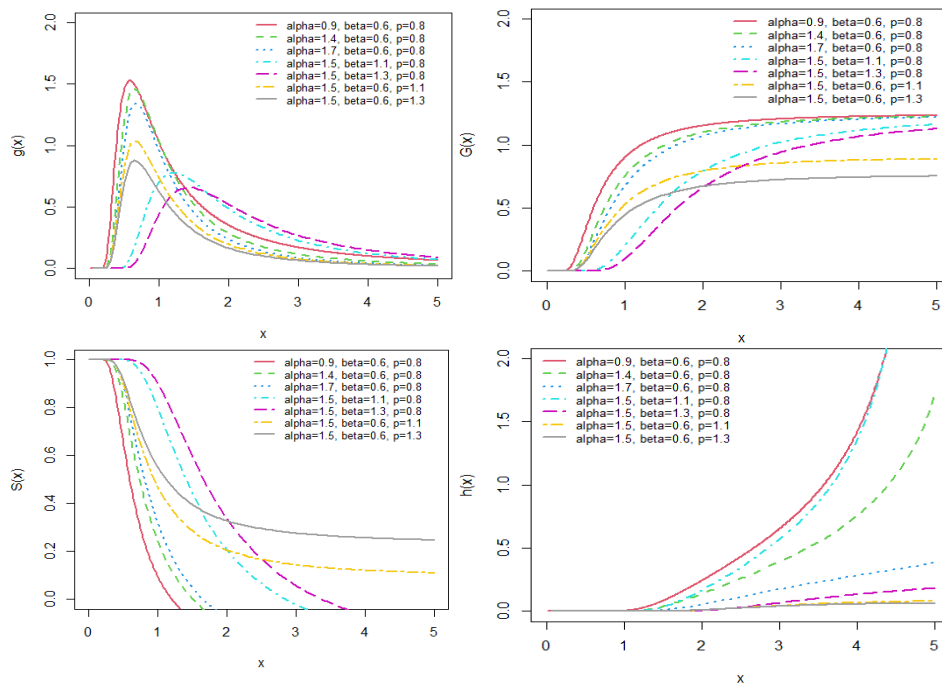 2.0
1.5
1.0
0.5
0.0
g(x)
alpha=0.9, beta=0.6, p=0.8
alpha=1.4, beta=0.6, p=0.8
alpha=1.7, beta=0.6, p=0.8
alpha=1.5, beta=1.1, p=0.8
alpha=1.5, beta=1.3, p=0.8
alpha=1.5, beta=0.6, p=1.1
alpha=1.5, beta=0.6, p=1.3
0 1 2 3 4 5
x
2.0
1.5
1.0
0.5
0.0
G(x)
alpha=0.9, beta=0.6, p=0.8
alpha=1.4, beta=0.6, p=0.8
alpha=1.7, beta=0.6, p=0.8
alpha=1.5, beta=1.1, p=0.8
alpha=1.5, beta=1.3, p=0.8
alpha=1.5, beta=0.6, p=1.1
alpha=1.5, beta=0.6, p=1.3
0 1 2 3 4 5
x
1.0
0.8
0.6
0.4
0.2
0.0
S(x)
alpha=0.9, beta=0.6, p=0.8
alpha=1.4, beta=0.6, p=0.8
alpha=1.7, beta=0.6, p=0.8
alpha=1.5, beta=1.1, p=0.8
alpha=1.5, beta=1.3, p=0.8
alpha=1.5, beta=0.6, p=1.1
alpha=1.5, beta=0.6, p=1.3
0 1 2 3 4 5
x
2.0
1.5
1.0
0.5
0.0
h(x)
alpha=0.9, beta=0.6, p=0.8
alpha=1.4, beta=0.6, p=0.8
alpha=1.7, beta=0.6, p=0.8
alpha=1.5, beta=1.1, p=0.8
alpha=1.5, beta=1.3, p=0.8
alpha=1.5, beta=0.6, p=1.1
alpha=1.5, beta=0.6, p=1.3
0 1 2 3 4 5
x